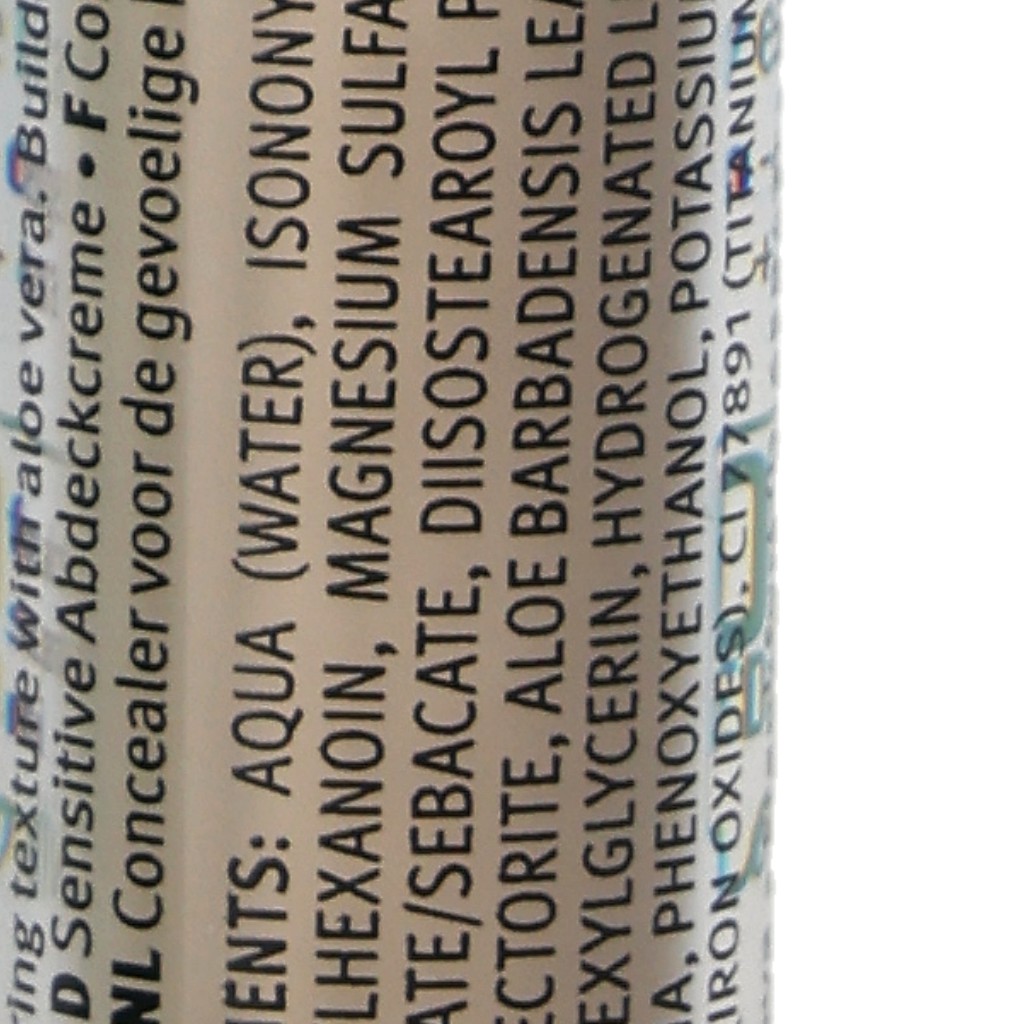 ring texture with aloe vera. Build
D Sensitive Abdeckcreme • F Co
NL Concealer voor de gevoelige
ENTS: AQUA (WATER), ISONONY
LHEXANOIN, MAGNESIUM SULFA
ATE/SEBACATE, DIISOSTEAROYL P
ECTORITE, ALOE BARBADENSIS LEA
EXYLGLYCERIN, HYDROGENATED L
A, PHENOXYETHANOL, POTASSIU
IRON OXIDES), CI 77891 (TITANIUM